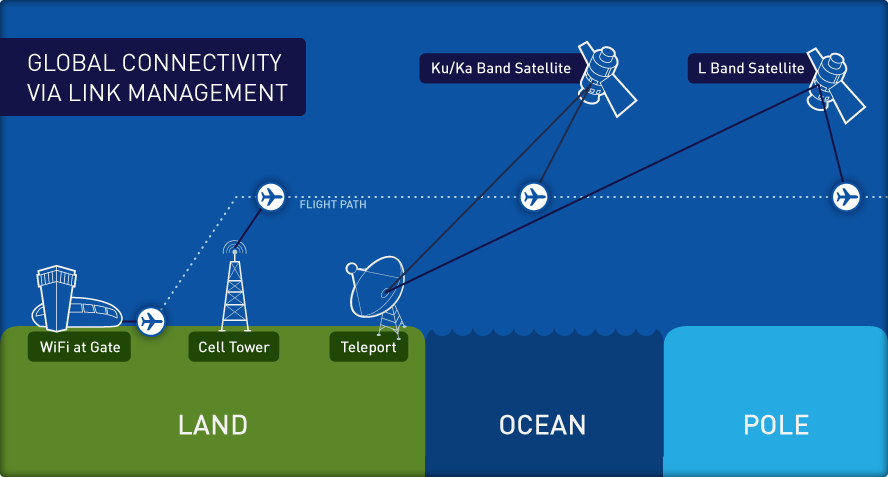 GLOBAL CONNECTIVITY
VIA LINK MANAGEMENT
Ku/Ka Band Satellite
L Band Satellite
FLIGHT PATH
WiFi at Gate
Cell Tower
Teleport
LAND
OCEAN
POLE